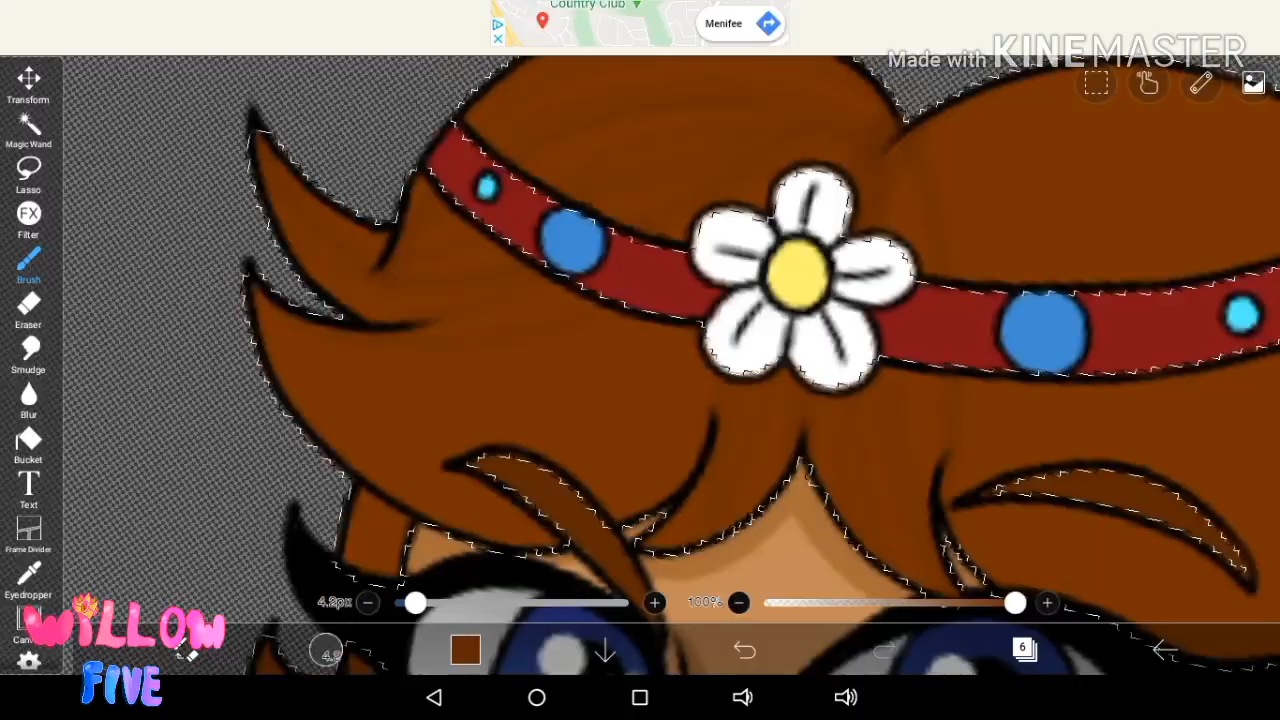 Country Club
Menifee
Made with KINEMASTER
Transform
Magic Wand
Lasso
FX
Filter
Brush
Eraser
Smudge
Blur
Bucket
T
Text
Frame Divider
Eyedropper
4.2px
100%
6
WILLOW
FIVE